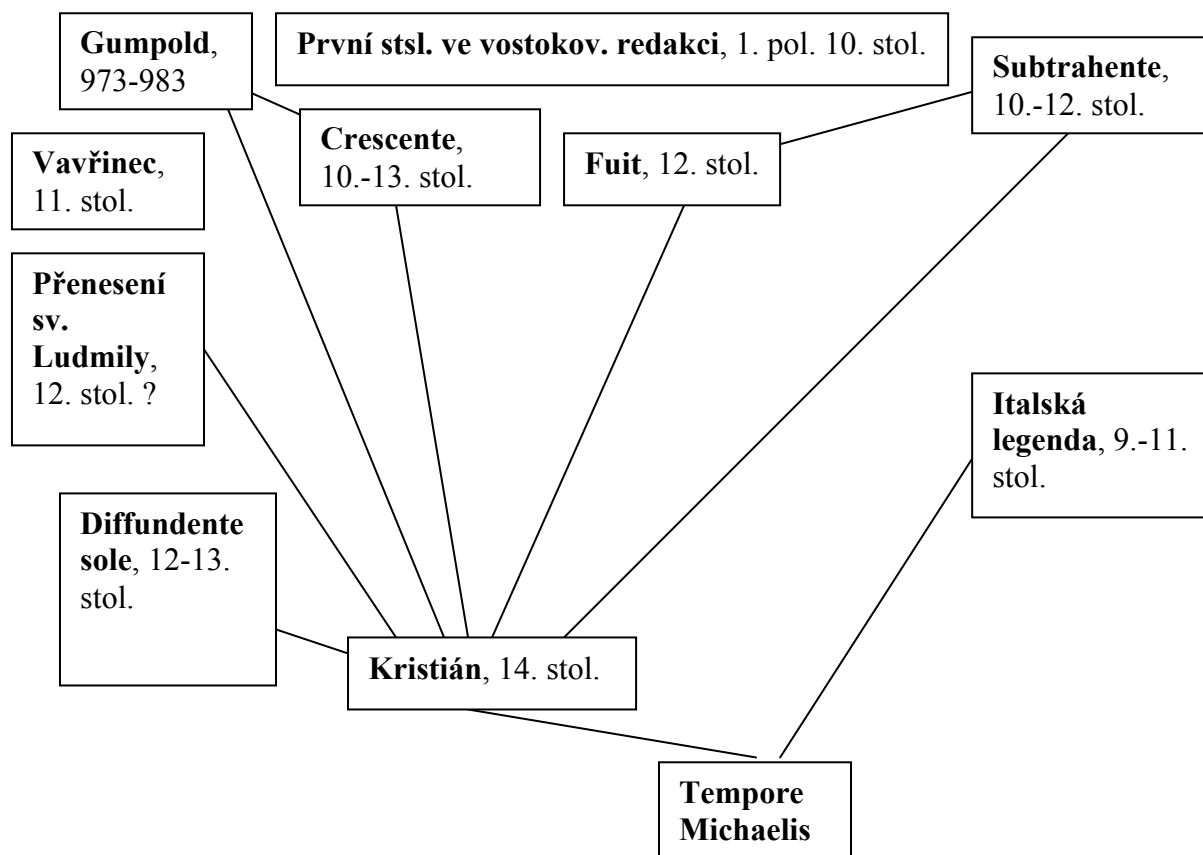 Gumpold,
973-983
První stsl. ve vostokov. redakci, 1. pol. 10. stol.
Subtrahente,
10.-12. stol.
Vavřinec,
11. stol.
Crescente,
10.-13. stol.
Fuit, 12. stol.
Přenesení
sv.
Ludmily,
12. stol. ?
Italská
legenda, 9.-11.
stol.
Diffundente
sole, 12-13.
stol.
Kristián, 14. stol.
Tempore
Michaelis